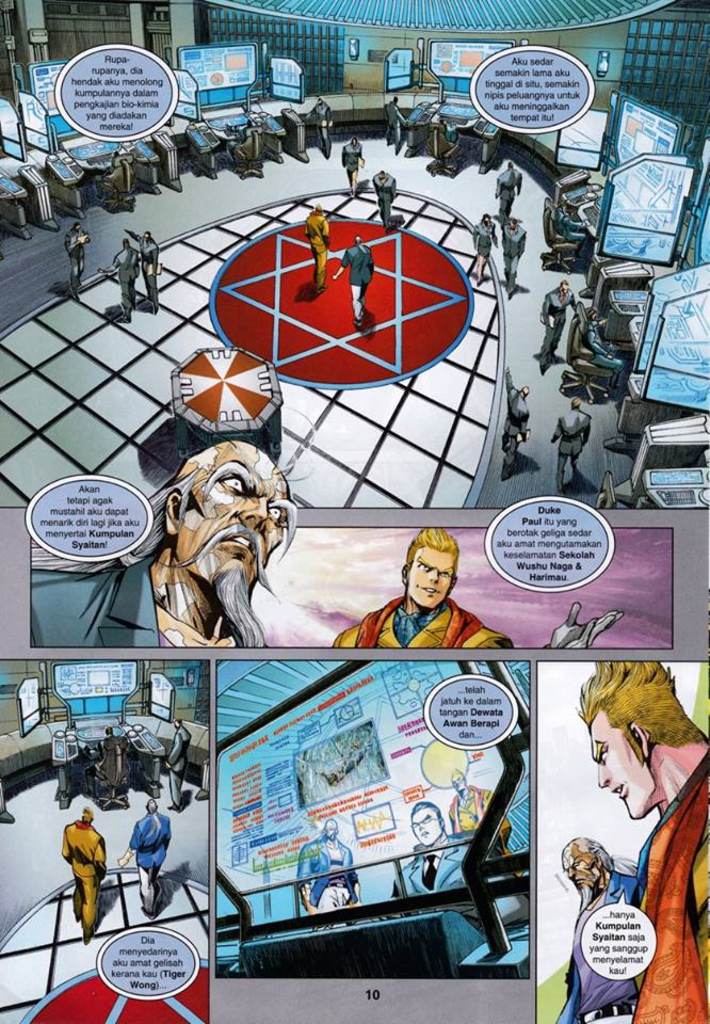 Rupa-
rupanya, dia
hendak aku menolong
kumpulannya dalam
pengkajian bio-kimia
yang diadakan
mereka!
Aku sedar
semakin lama aku
tinggal di situ, semakin
nipis peluangnya untuk
aku meninggalkan
tempat itu!
Akan
tetapi agak
mustahil aku dapat
menarik diri lagi jika aku
menyertai Kumpulan
Syaitan!
Duke
Paul itu yang
berotak geliga sedar
aku amat mengutamakan
keselamatan Sekolah
Wushu Naga &
Harimau.
Dia
menyedarinya
aku amat gelisah
kerana kau (Tiger
Wong)...
...telah
jatuh ke dalam
tangan Dewata
Awan Berapi
dan...
...hanya
Kumpulan
Syaitan saja
yang sanggup
menyelamat
kau!
10